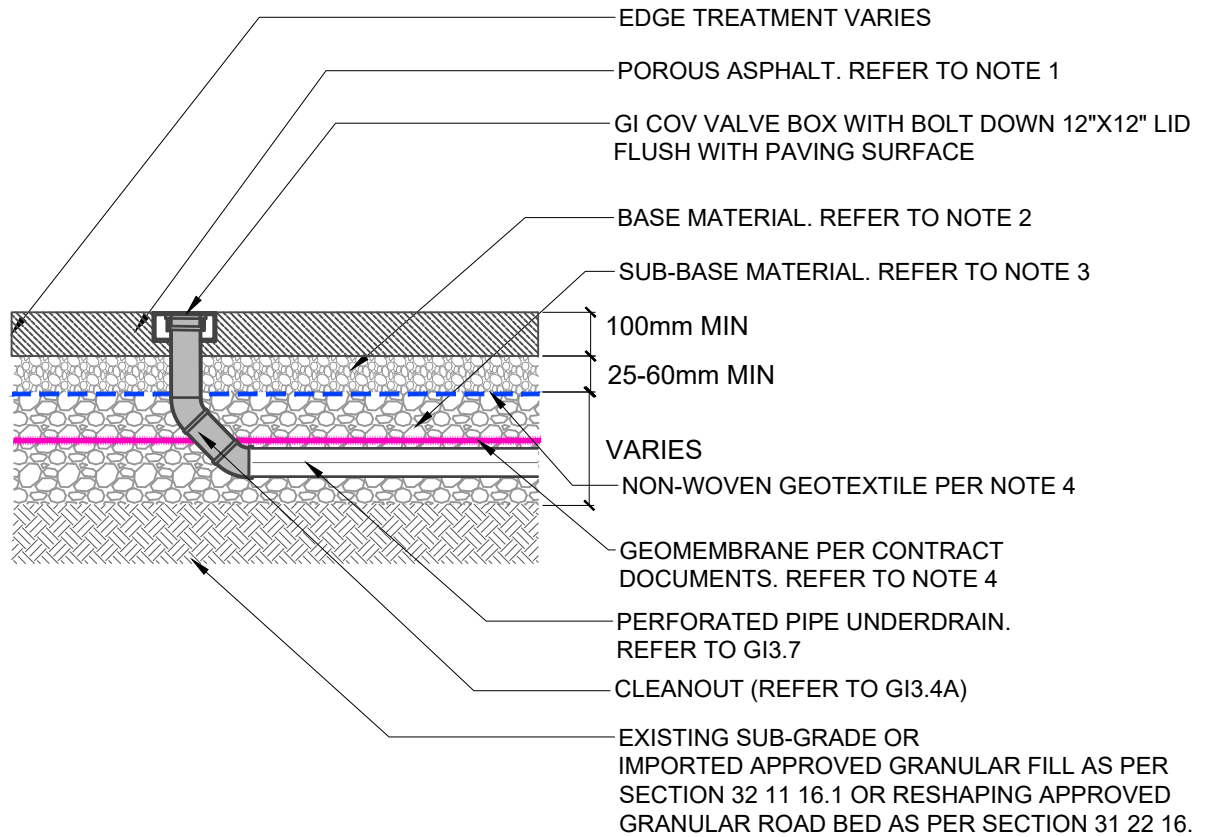 EDGE TREATMENT VARIES
POROUS ASPHALT. REFER TO NOTE 1
GI COV VALVE BOX WITH BOLT DOWN 12"X12" LID
FLUSH WITH PAVING SURFACE
BASE MATERIAL. REFER TO NOTE 2
SUB-BASE MATERIAL. REFER TO NOTE 3
100mm MIN
25-60mm MIN
VARIES
NON-WOVEN GEOTEXTILE PER NOTE 4
GEOMEMBRANE PER CONTRACT
DOCUMENTS. REFER TO NOTE 4
PERFORATED PIPE UNDERDRAIN.
REFER TO GI3.7
CLEANOUT (REFER TO GI3.4A)
EXISTING SUB-GRADE OR
IMPORTED APPROVED GRANULAR FILL AS PER
SECTION 32 11 16.1 OR RESHAPING APPROVED
GRANULAR ROAD BED AS PER SECTION 31 22 16.